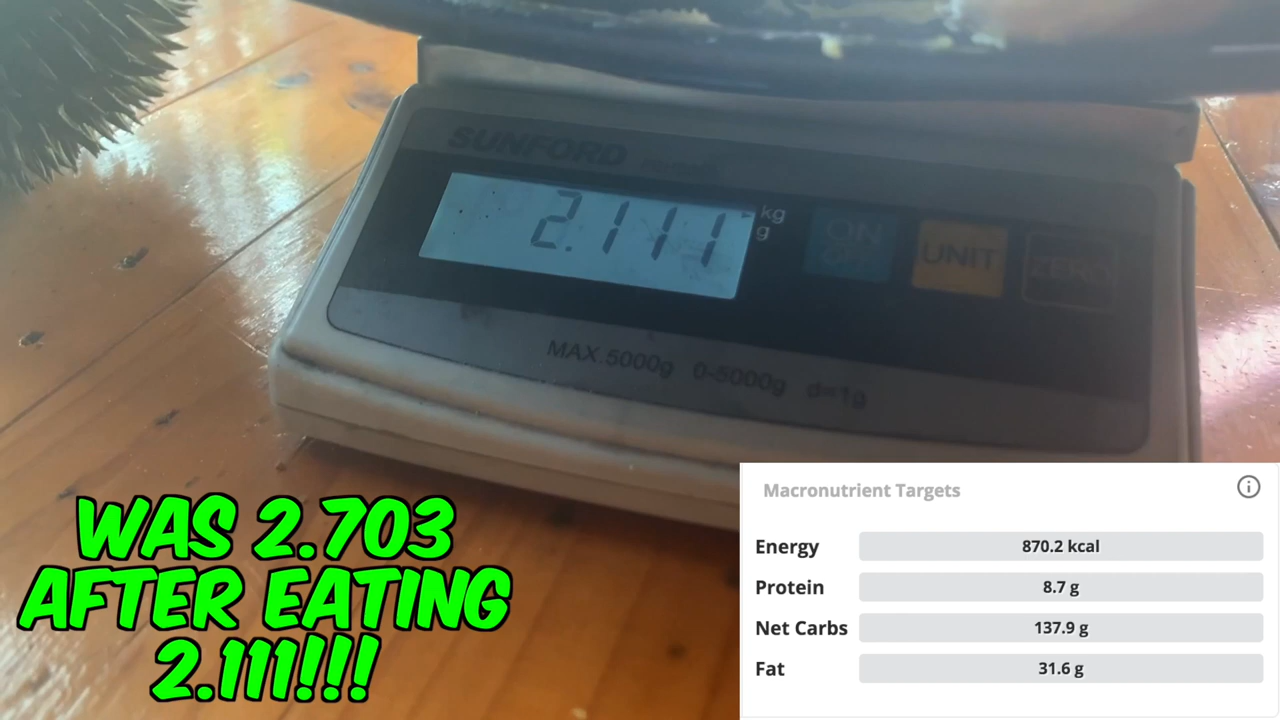 SUNFORD
2.111
kg
g
ON
UNIT
ZERO
MAX.5000g 0-5000g d=1g
WAS 2.703
AFTER EATING
2.111!!!
Macronutrient Targets
Energy 870.2 kcal
Protein 8.7 g
Net Carbs 137.9 g
Fat 31.6 g